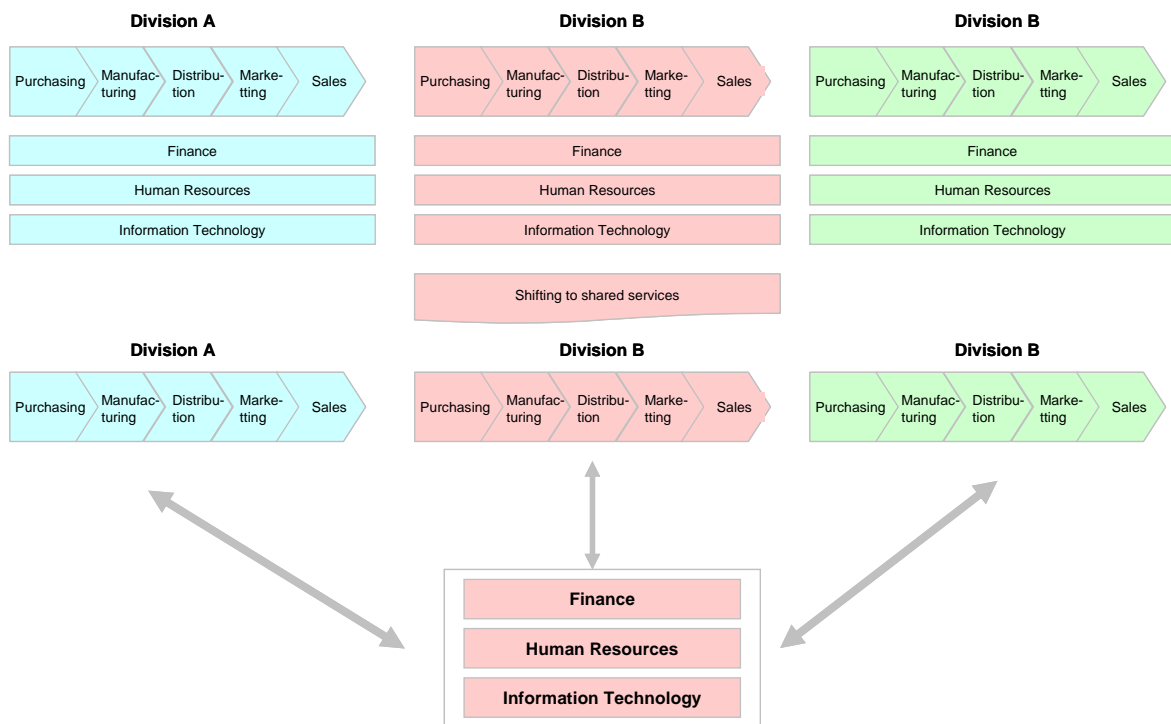 Division A
Division B
Division B
Purchasing
Manufac-
turing
Distribu-
tion
Marke-
tting
Sales
Purchasing
Manufac-
turing
Distribu-
tion
Marke-
tting
Sales
Purchasing
Manufac-
turing
Distribu-
tion
Marke-
tting
Sales
Finance
Finance
Finance
Human Resources
Human Resources
Human Resources
Information Technology
Information Technology
Information Technology
Shifting to shared services
Division A
Division B
Division B
Purchasing
Manufac-
turing
Distribu-
tion
Marke-
tting
Sales
Purchasing
Manufac-
turing
Distribu-
tion
Marke-
tting
Sales
Purchasing
Manufac-
turing
Distribu-
tion
Marke-
tting
Sales
Finance
Human Resources
Information Technology